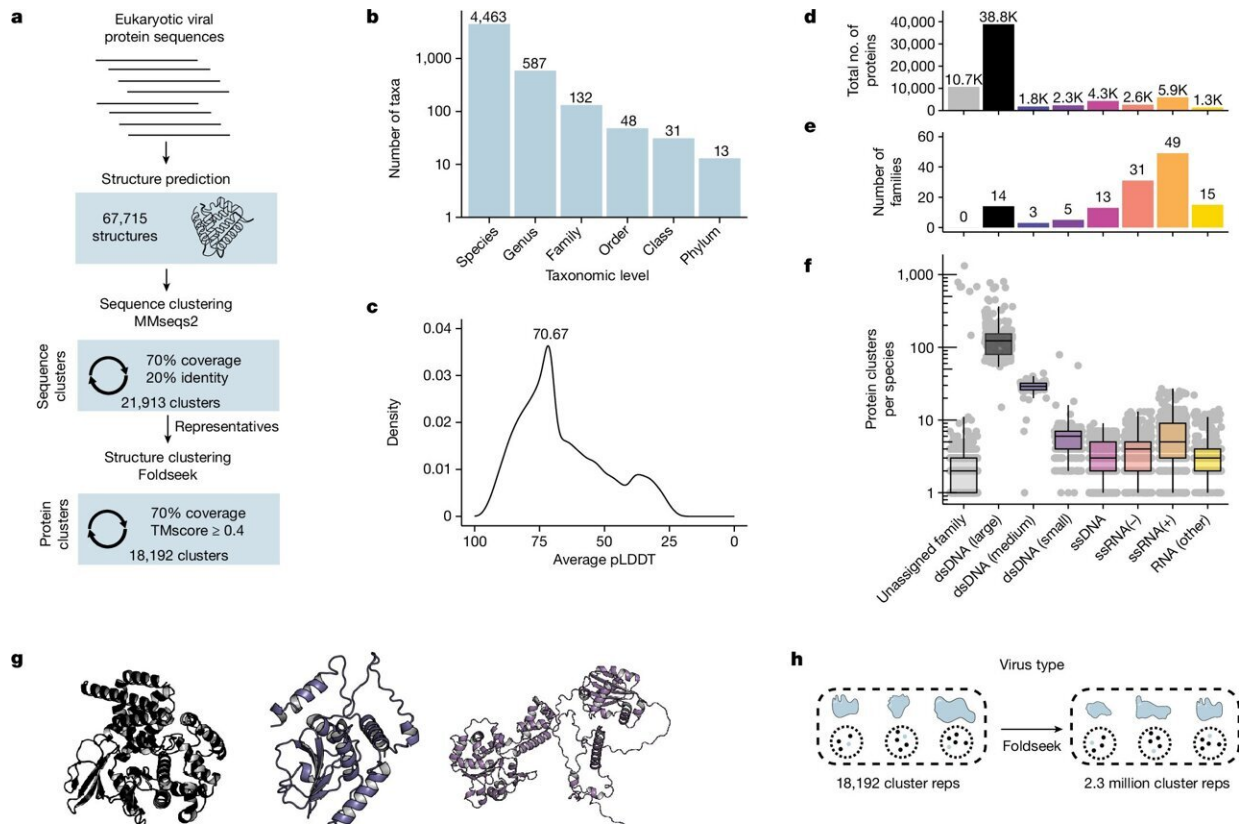 a
Eukaryotic viral
protein sequences
Structure prediction
67,715
structures
Sequence clustering
MMseqs2
Sequence
clusters
70% coverage
20% identity
21,913 clusters
Representatives
Structure clustering
Foldseek
Protein
clusters
70% coverage
TMscore ≥ 0.4
18,192 clusters
b
Number of taxa
1,000
100
10
1
4,463
587
132
48
31
13
Species
Genus
Family
Order
Class
Phylum
Taxonomic level
c
Density
0.04
0.03
0.02
0.01
0
70.67
100
75
50
25
0
Average pLDDT
d
Total no. of
proteins
40,000
30,000
20,000
10,000
0
10.7K
38.8K
1.8K
2.3K
4.3K
2.6K
5.9K
1.3K
e
Number of
families
60
40
20
0
0
14
3
5
13
31
49
15
f
Protein clusters
per species
1,000
100
10
1
Unassigned family
dsDNA (large)
dsDNA (medium)
dsDNA (small)
ssDNA
ssRNA(–)
ssRNA(+)
RNA (other)
g
h
Virus type
Foldseek
18,192 cluster reps
2.3 million cluster reps